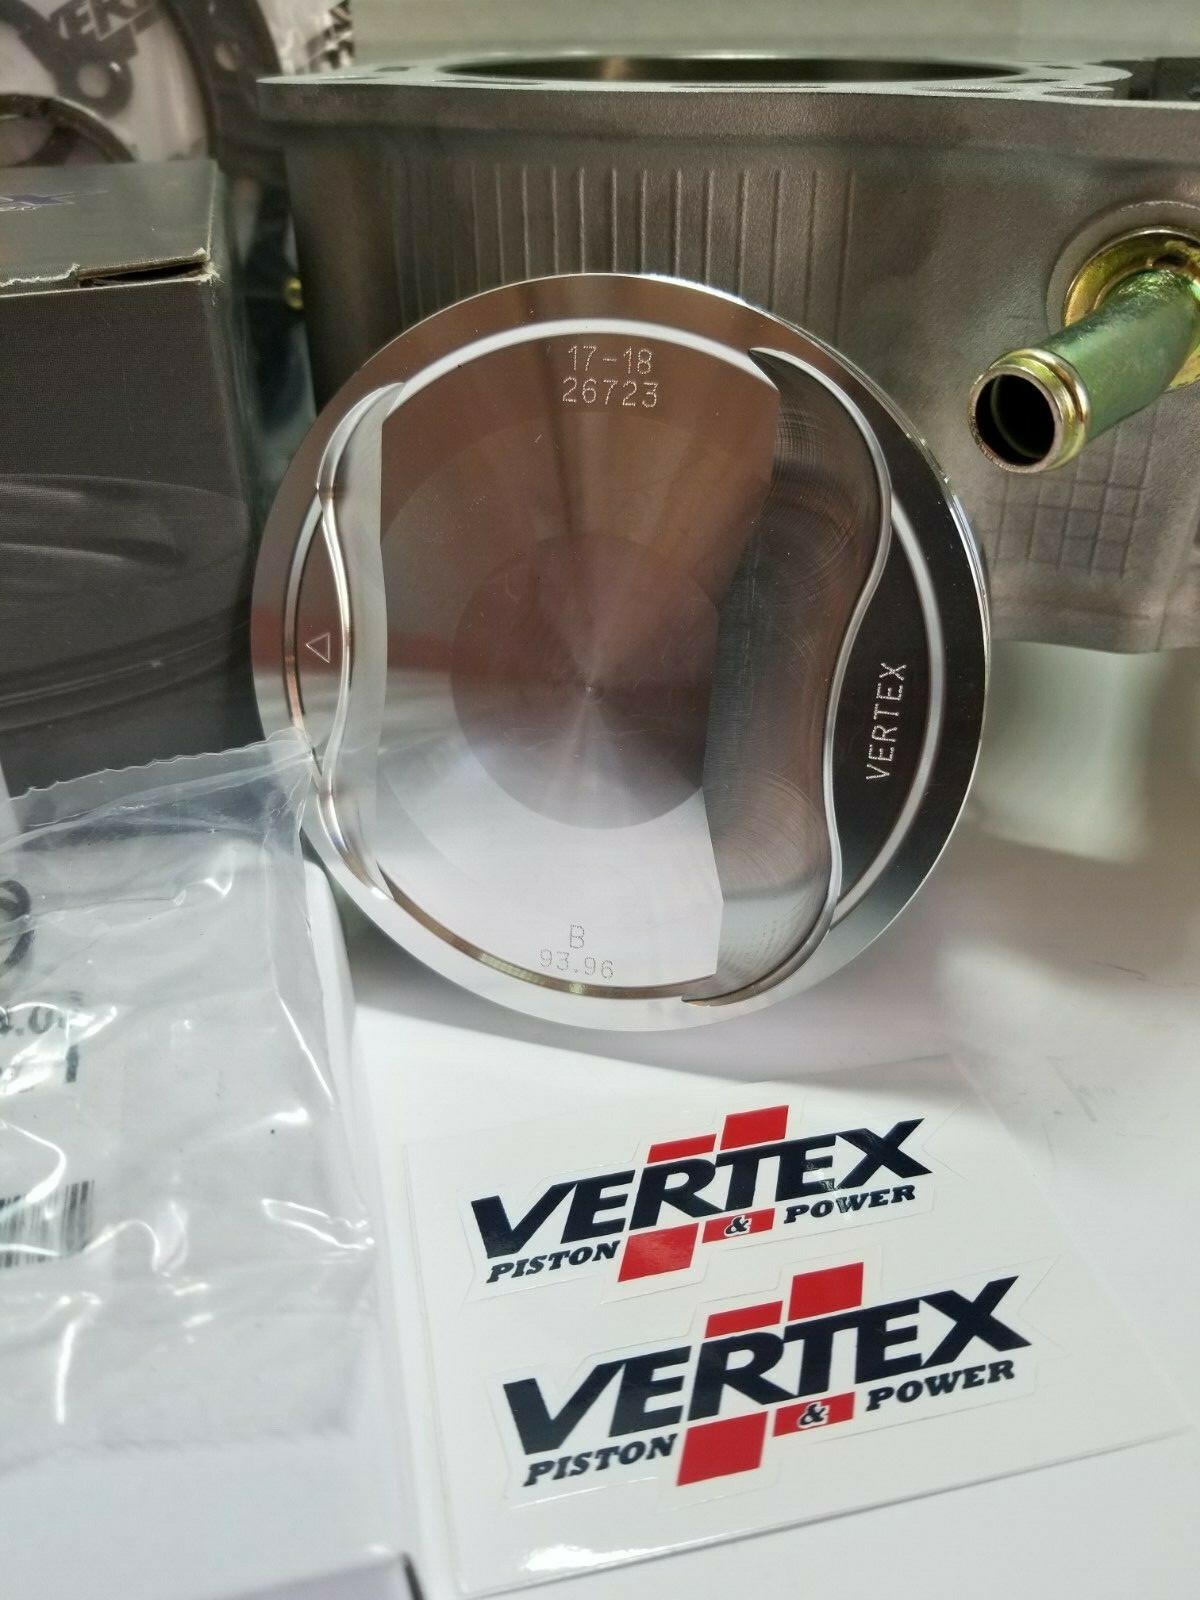 17-18
26723
VERTEX
B
93.96
VERTEX
PISTON & POWER
VERTEX
PISTON & POWER